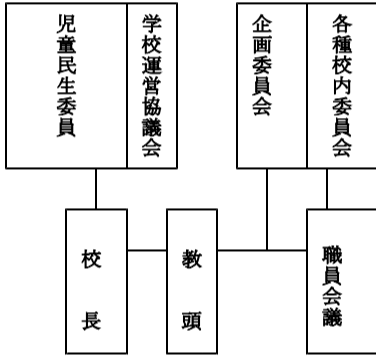 児童民生委員
学校運営協議会
企画委員会
各種校内委員会
校長
教頭
職員会議